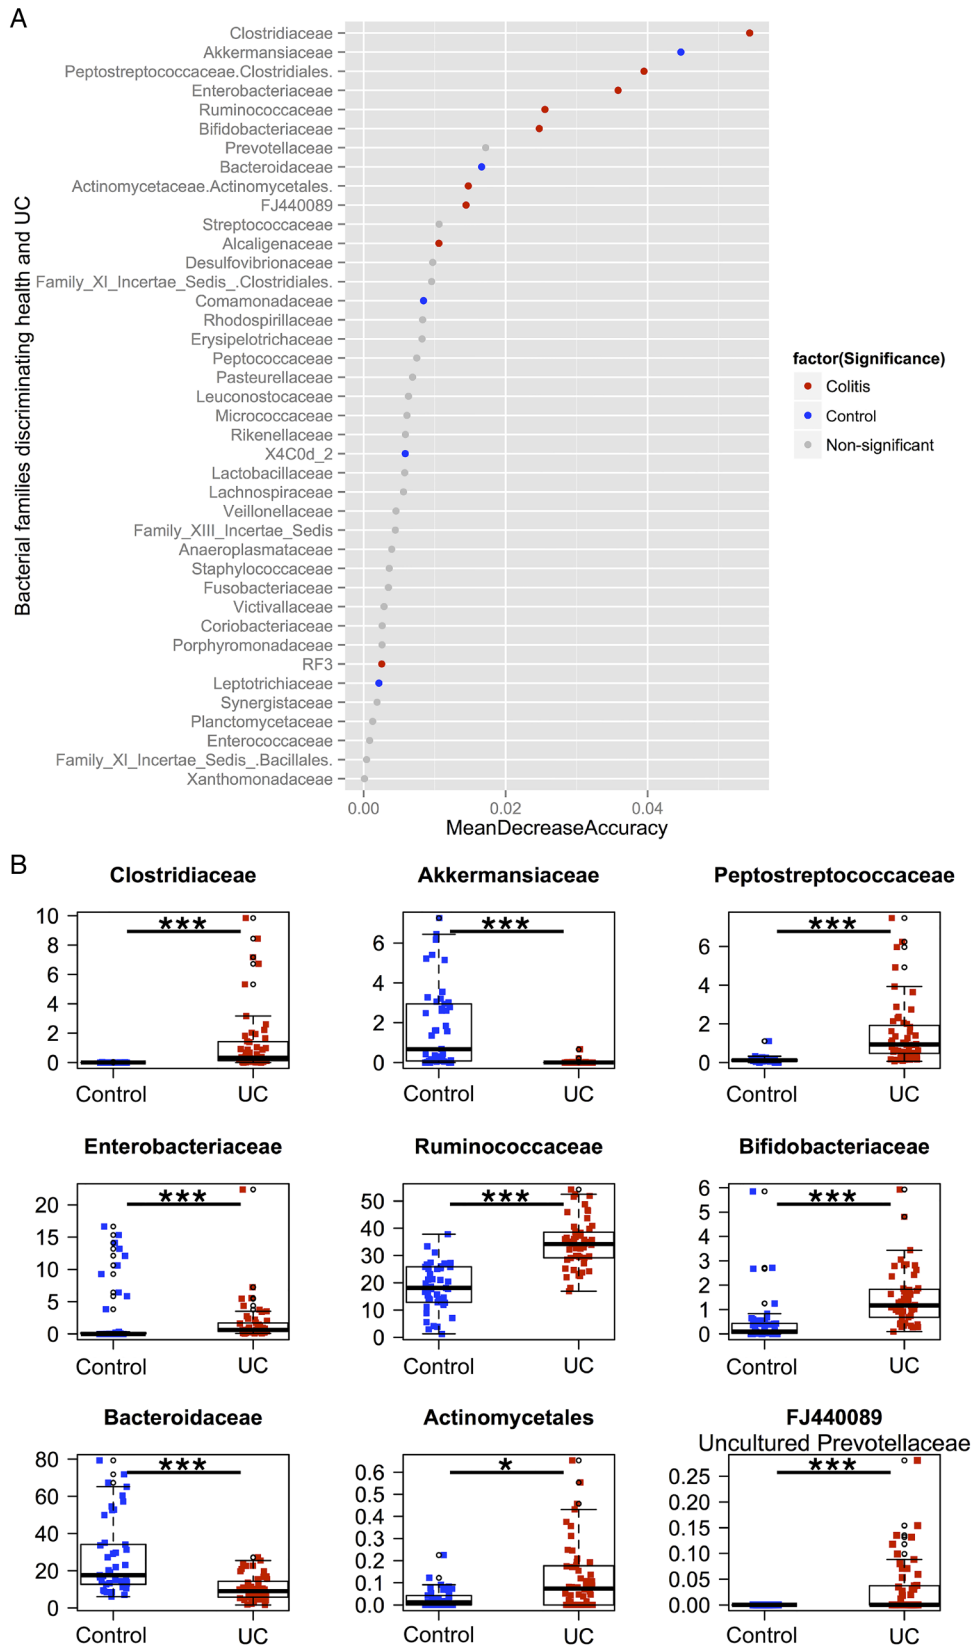 A
Bacterial families discriminating health and UC
Clostridiaceae
Akkermansiaceae
Peptostreptococcaceae.Clostridiales.
Enterobacteriaceae
Ruminococcaceae
Bifidobacteriaceae
Prevotellaceae
Bacteroidaceae
Actinomycetaceae.Actinomycetales.
FJ440089
Streptococcaceae
Alcaligenaceae
Desulfovibrionaceae
Family_XI_Incertae_Sedis_.Clostridiales.
Comamonadaceae
Rhodospirillaceae
Erysipelotrichaceae
Peptococcaceae
Pasteurellaceae
Leuconostocaceae
Micrococcaceae
Rikenellaceae
X4C0d_2
Lactobacillaceae
Lachnospiraceae
Veillonellaceae
Family_XIII_Incertae_Sedis
Anaeroplasmataceae
Staphylococcaceae
Fusobacteriaceae
Victivallaceae
Coriobacteriaceae
Porphyromonadaceae
RF3
Leptotrichiaceae
Synergistaceae
Planctomycetaceae
Enterococcaceae
Family_XI_Incertae_Sedis_.Bacillales.
Xanthomonadaceae
0.00 0.02 0.04
MeanDecreaseAccuracy
factor(Significance)
Colitis
Control
Non-significant
B
Clostridiaceae
***
10
8
6
4
2
0
Control UC
Akkermansiaceae
***
6
4
2
0
Control UC
Peptostreptococcaceae
***
6
4
2
0
Control UC
Enterobacteriaceae
***
20
15
10
5
0
Control UC
Ruminococcaceae
***
50
40
30
20
10
0
Control UC
Bifidobacteriaceae
***
6
5
4
3
2
1
0
Control UC
Bacteroidaceae
***
80
60
40
20
0
Control UC
Actinomycetales
*
0.6
0.5
0.4
0.3
0.2
0.1
0.0
Control UC
FJ440089
Uncultured Prevotellaceae
***
0.25
0.20
0.15
0.10
0.05
0.00
Control UC